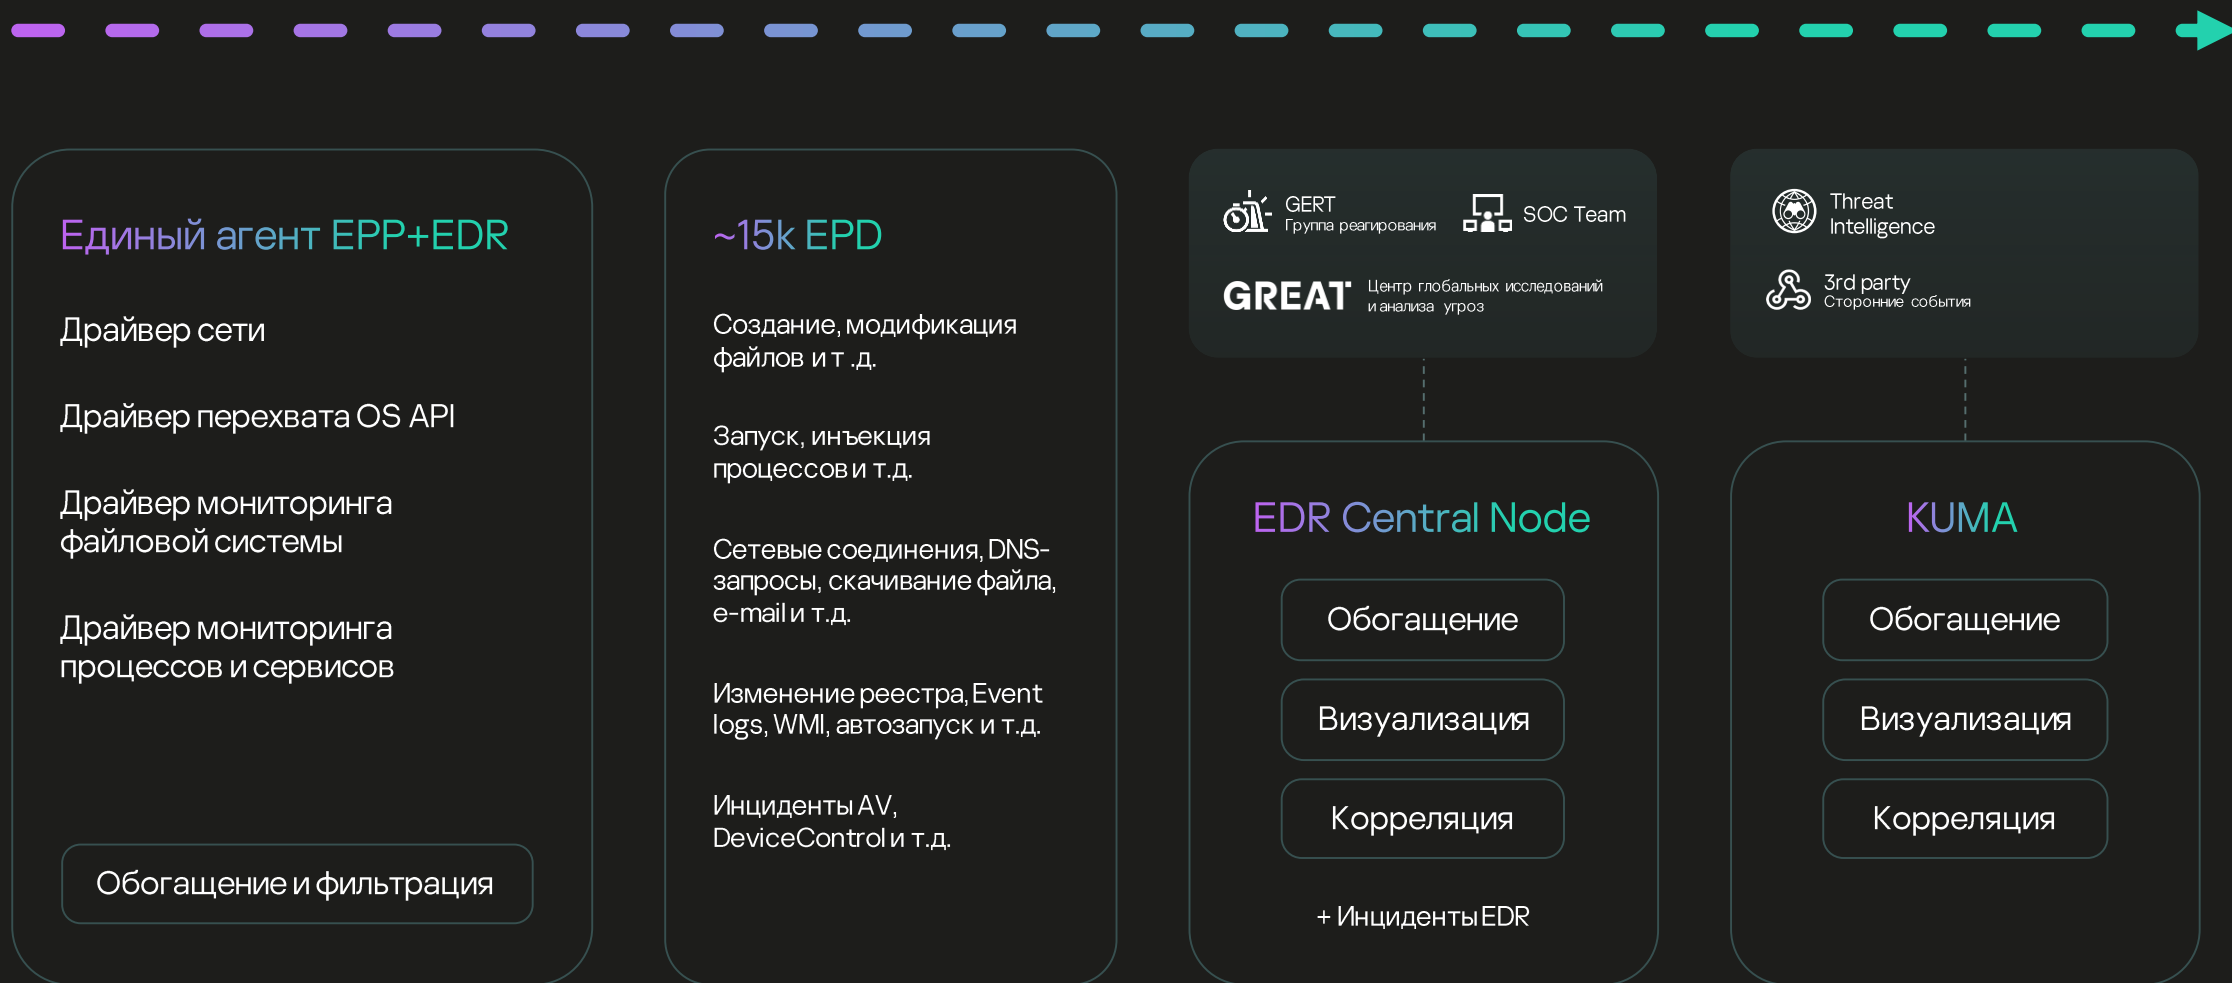 Единый агент EPP+EDR
Драйвер сети
Драйвер перехвата OS API
Драйвер мониторинга
файловой системы
Драйвер мониторинга
процессов и сервисов
Обогащение и фильтрация
~15k EPD
Создание, модификация
файлов и т .д.
Запуск, инъекция
процессов и т.д.
Сетевые соединения, DNS-
запросы, скачивание файла,
e-mail и т.д.
Изменение реестра, Event
logs, WMI, автозапуск и т.д.
Инциденты AV,
DeviceControl и т.д.
GERT
Группа реагирования
SOC Team
GREAT
Центр глобальных исследований
и анализа угроз
EDR Central Node
Обогащение
Визуализация
Корреляция
+ Инциденты EDR
Threat
Intelligence
3rd party
Сторонние события
KUMA
Обогащение
Визуализация
Корреляция